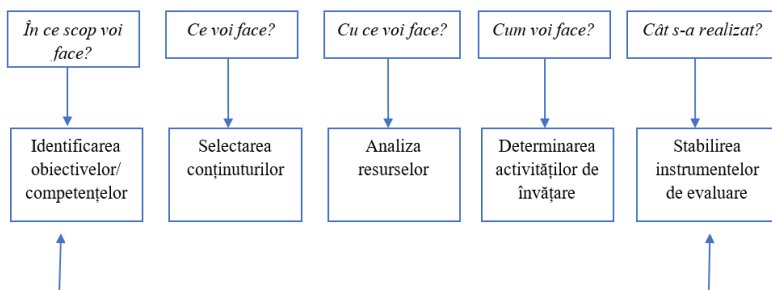 În ce scop voi
face?
Ce voi face?
Cu ce voi face?
Cum voi face?
Cât s-a realizat?
Identificarea
obiectivelor/
competențelor
Selectarea
conținuturilor
Analiza
resurselor
Determinarea
activităților de
învățare
Stabilirea
instrumentelor
de evaluare